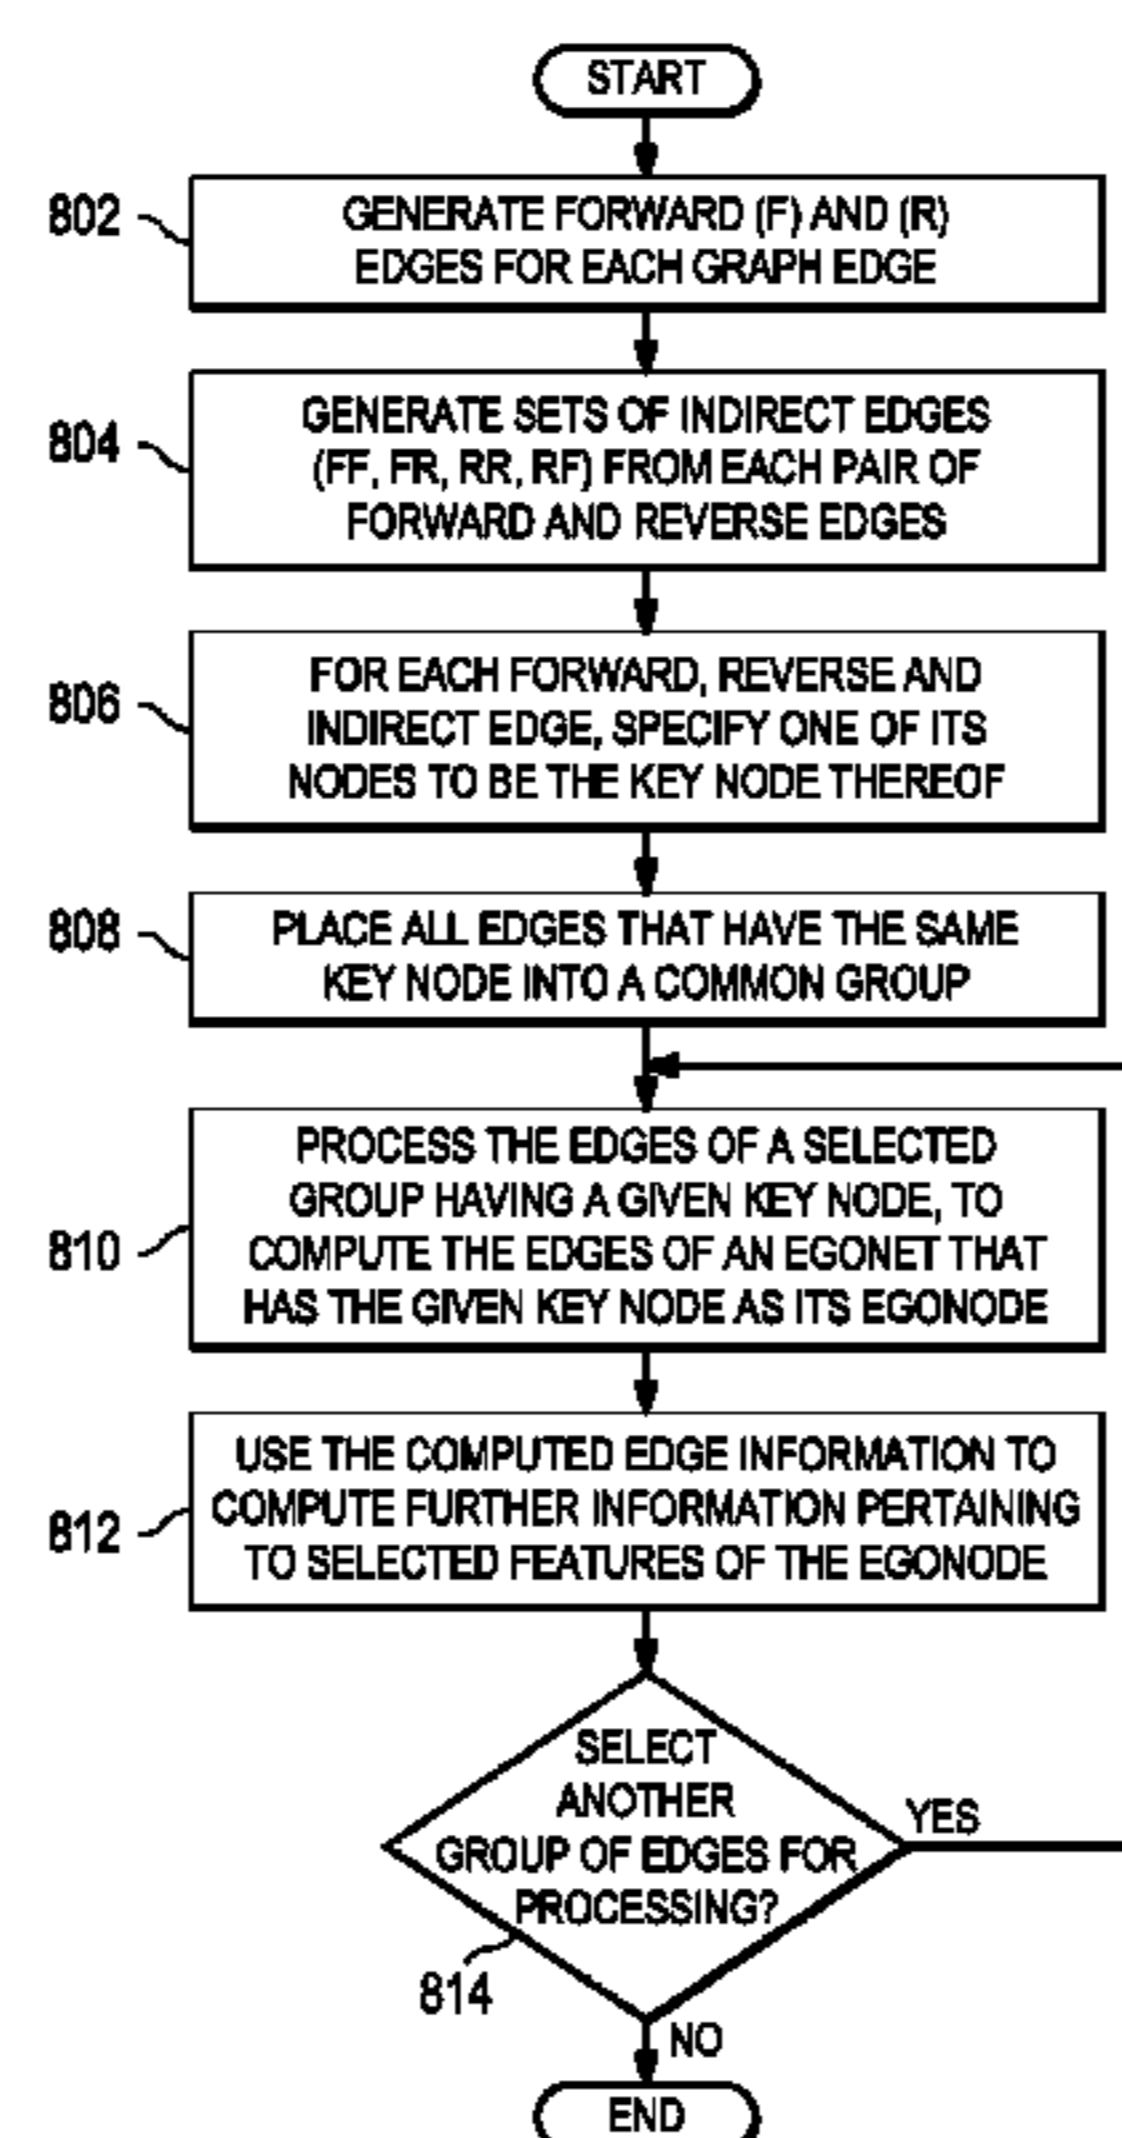 START
802
GENERATE FORWARD (F) AND (R)
EDGES FOR EACH GRAPH EDGE
804
GENERATE SETS OF INDIRECT EDGES
(FF, FR, RR, RF) FROM EACH PAIR OF
FORWARD AND REVERSE EDGES
806
FOR EACH FORWARD, REVERSE AND
INDIRECT EDGE, SPECIFY ONE OF ITS
NODES TO BE THE KEY NODE THEREOF
808
PLACE ALL EDGES THAT HAVE THE SAME
KEY NODE INTO A COMMON GROUP
810
PROCESS THE EDGES OF A SELECTED
GROUP HAVING A GIVEN KEY NODE, TO
COMPUTE THE EDGES OF AN EGONET THAT
HAS THE GIVEN KEY NODE AS ITS EGONODE
812
USE THE COMPUTED EDGE INFORMATION TO
COMPUTE FURTHER INFORMATION PERTAINING
TO SELECTED FEATURES OF THE EGONODE
SELECT
ANOTHER
GROUP OF EDGES FOR
PROCESSING?
YES
814
NO
END